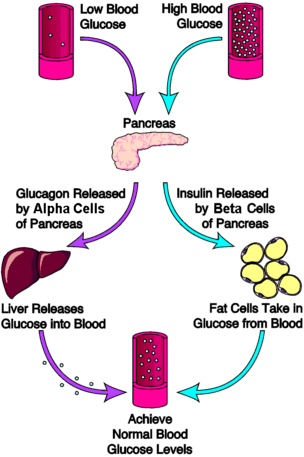 Low Blood
Glucose
High Blood
Glucose
Pancreas
Glucagon Released
by Alpha Cells
of Pancreas
Insulin Released
by Beta Cells
of Pancreas
Liver Releases
Glucose into Blood
Fat Cells Take in
Glucose from Blood
Achieve
Normal Blood
Glucose Levels